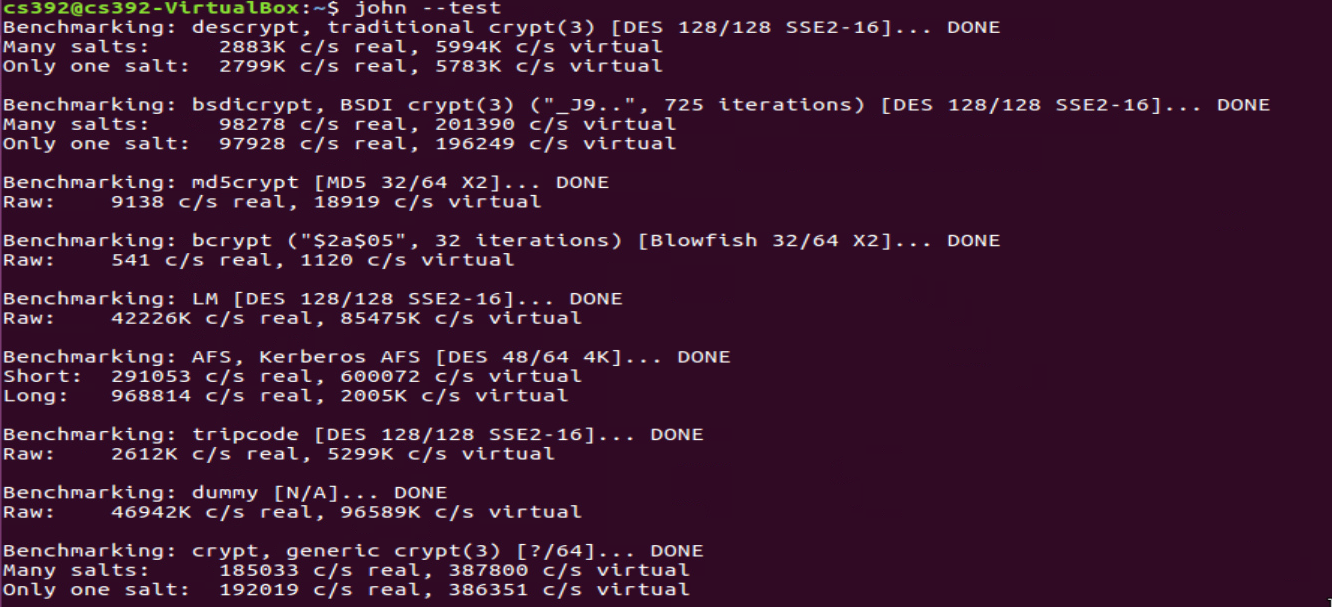 cs392@cs392-VirtualBox:~$ john --test
Benchmarking: descrypt, traditional crypt(3) [DES 128/128 SSE2-16]... DONE
Many salts:     2883K c/s real, 5994K c/s virtual
Only one salt:  2799K c/s real, 5783K c/s virtual

Benchmarking: bsdicrypt, BSDI crypt(3) ("_J9..", 725 iterations) [DES 128/128 SSE2-16]... DONE
Many salts:     98278 c/s real, 201390 c/s virtual
Only one salt:  97928 c/s real, 196249 c/s virtual

Benchmarking: md5crypt [MD5 32/64 X2]... DONE
Raw:    9138 c/s real, 18919 c/s virtual

Benchmarking: bcrypt ("$2a$05", 32 iterations) [Blowfish 32/64 X2]... DONE
Raw:    541 c/s real, 1120 c/s virtual

Benchmarking: LM [DES 128/128 SSE2-16]... DONE
Raw:    42226K c/s real, 85475K c/s virtual

Benchmarking: AFS, Kerberos AFS [DES 48/64 4K]... DONE
Short:  291053 c/s real, 600072 c/s virtual
Long:   968814 c/s real, 2005K c/s virtual

Benchmarking: tripcode [DES 128/128 SSE2-16]... DONE
Raw:    2612K c/s real, 5299K c/s virtual

Benchmarking: dummy [N/A]... DONE
Raw:    46942K c/s real, 96589K c/s virtual

Benchmarking: crypt, generic crypt(3) [?/64]... DONE
Many salts:     185033 c/s real, 387800 c/s virtual
Only one salt:  192019 c/s real, 386351 c/s virtual